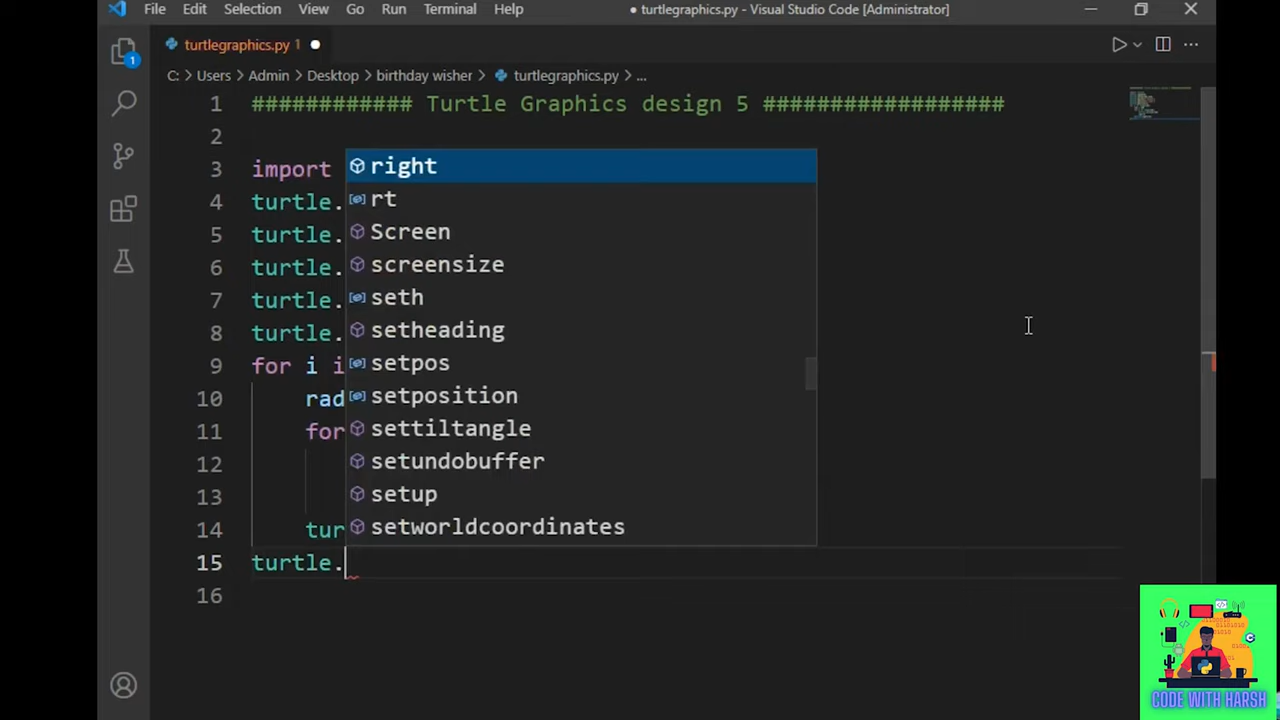 File Edit Selection View Go Run Terminal Help ● turtlegraphics.py - Visual Studio Code [Administrator]
turtlegraphics.py 1 ●
C: > Users > Admin > Desktop > birthday wisher > turtlegraphics.py > ...
1 ############ Turtle Graphics design 5 ##################
2
3 import
4 turtle.
5 turtle.
6 turtle.
7 turtle.
8 turtle.
9 for i i
10 rad
11 for
12
13
14 tur
15 turtle.
16
right
rt
Screen
screensize
seth
setheading
setpos
setposition
settiltangle
setundobuffer
setup
setworldcoordinates
1
CODE WITH HARSH